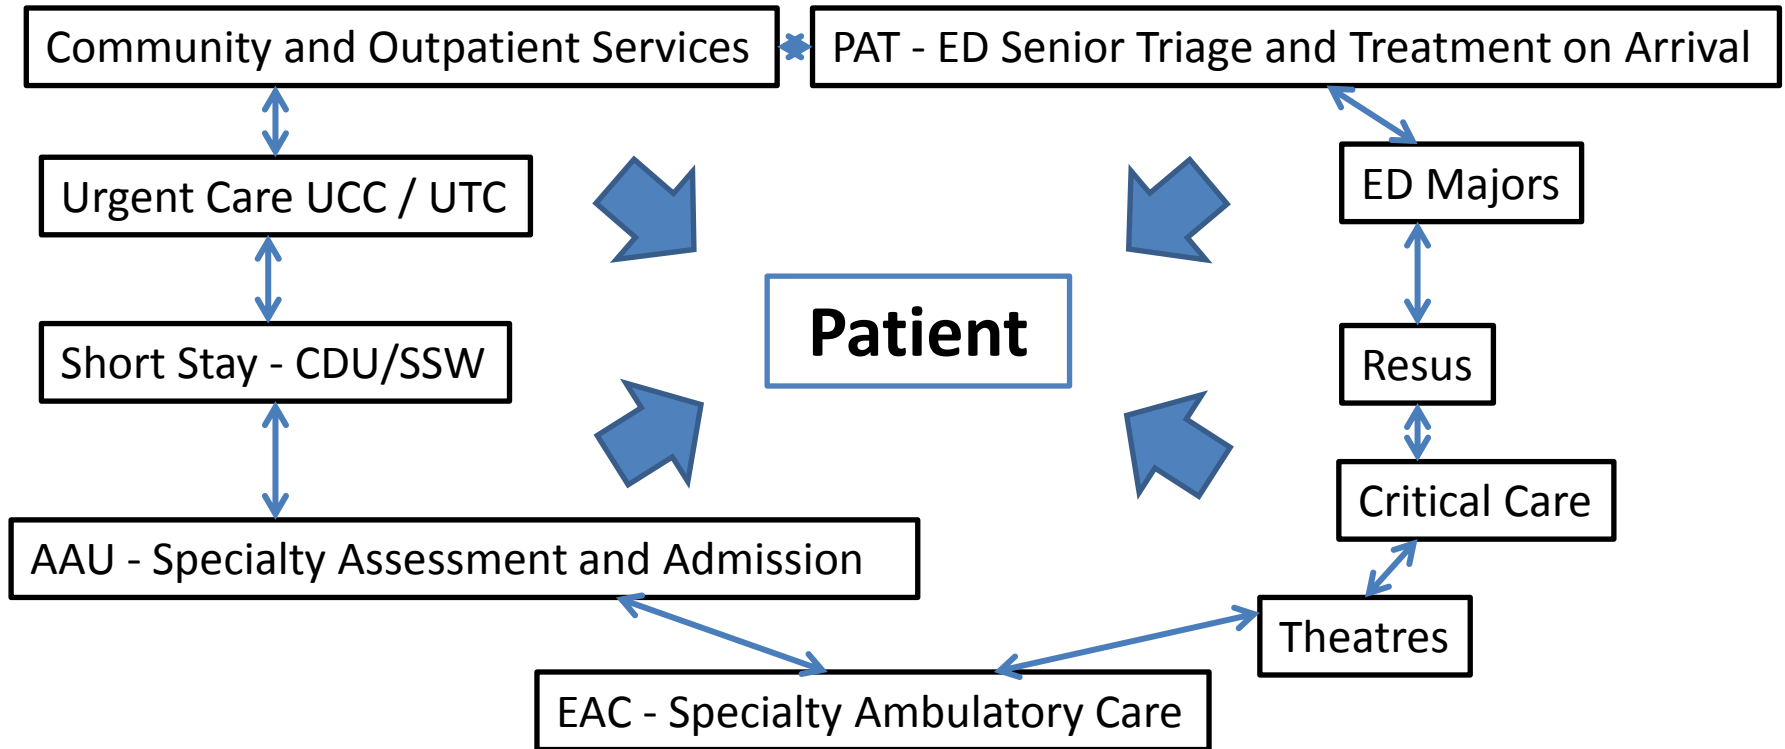 Community and Outpatient Services
PAT - ED Senior Triage and Treatment on Arrival
Urgent Care UCC / UTC
ED Majors
Patient
Short Stay - CDU/SSW
Resus
Critical Care
AAU - Specialty Assessment and Admission
Theatres
EAC - Specialty Ambulatory Care